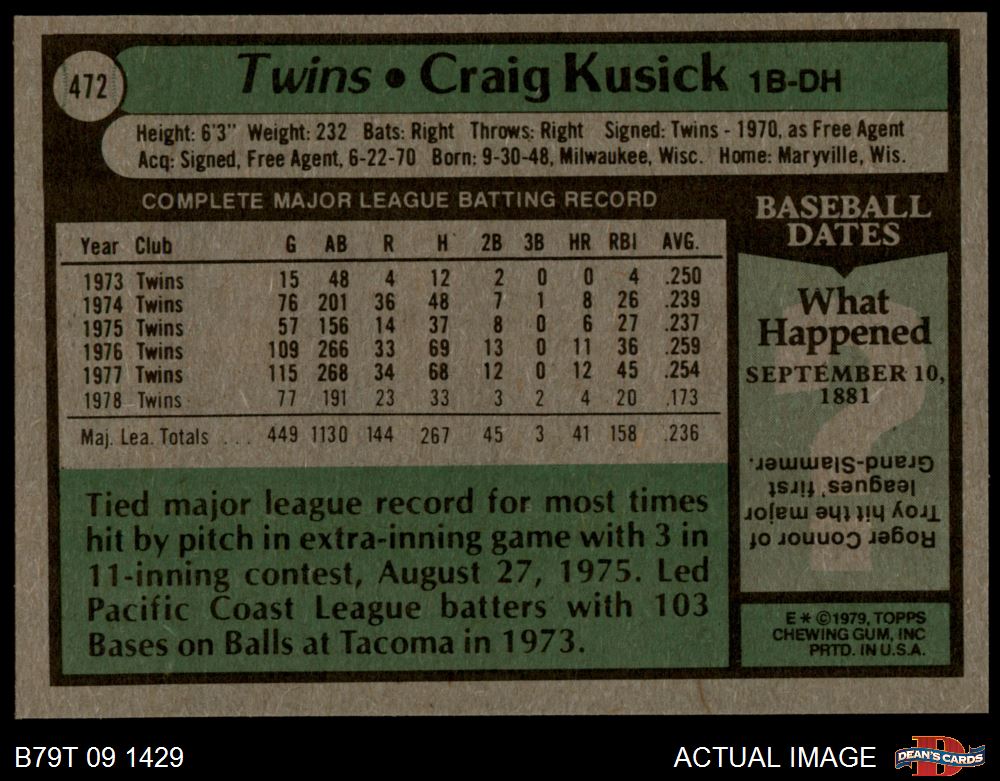 472
Twins • Craig Kusick 1B-DH
Height: 6'3" Weight: 232 Bats: Right Throws: Right Signed: Twins - 1970, as Free Agent
Acq: Signed, Free Agent, 6-22-70 Born: 9-30-48, Milwaukee, Wisc. Home: Maryville, Wis.
COMPLETE MAJOR LEAGUE BATTING RECORD
Year Club G AB R H 2B 3B HR RBI AVG.
1973 Twins 15 48 4 12 2 0 0 4 .250
1974 Twins 76 201 36 48 7 1 8 26 .239
1975 Twins 57 156 14 37 8 0 6 27 .237
1976 Twins 109 266 33 69 13 0 11 36 .259
1977 Twins 115 268 34 68 12 0 12 45 .254
1978 Twins 77 191 23 33 3 2 4 20 .173
Maj. Lea. Totals . . . 449 1130 144 267 45 3 41 158 .236
Tied major league record for most times
hit by pitch in extra-inning game with 3 in
11-inning contest, August 27, 1975. Led
Pacific Coast League batters with 103
Bases on Balls at Tacoma in 1973.
BASEBALL
DATES
What
Happened
SEPTEMBER 10,
1881
Roger Connor of
Troy hit the major
leagues' first
Grand-Slammer.
E * ©1979, TOPPS
CHEWING GUM, INC
PRTD. IN U.S.A.
B79T 09 1429
ACTUAL IMAGE
DEAN'S CARDS